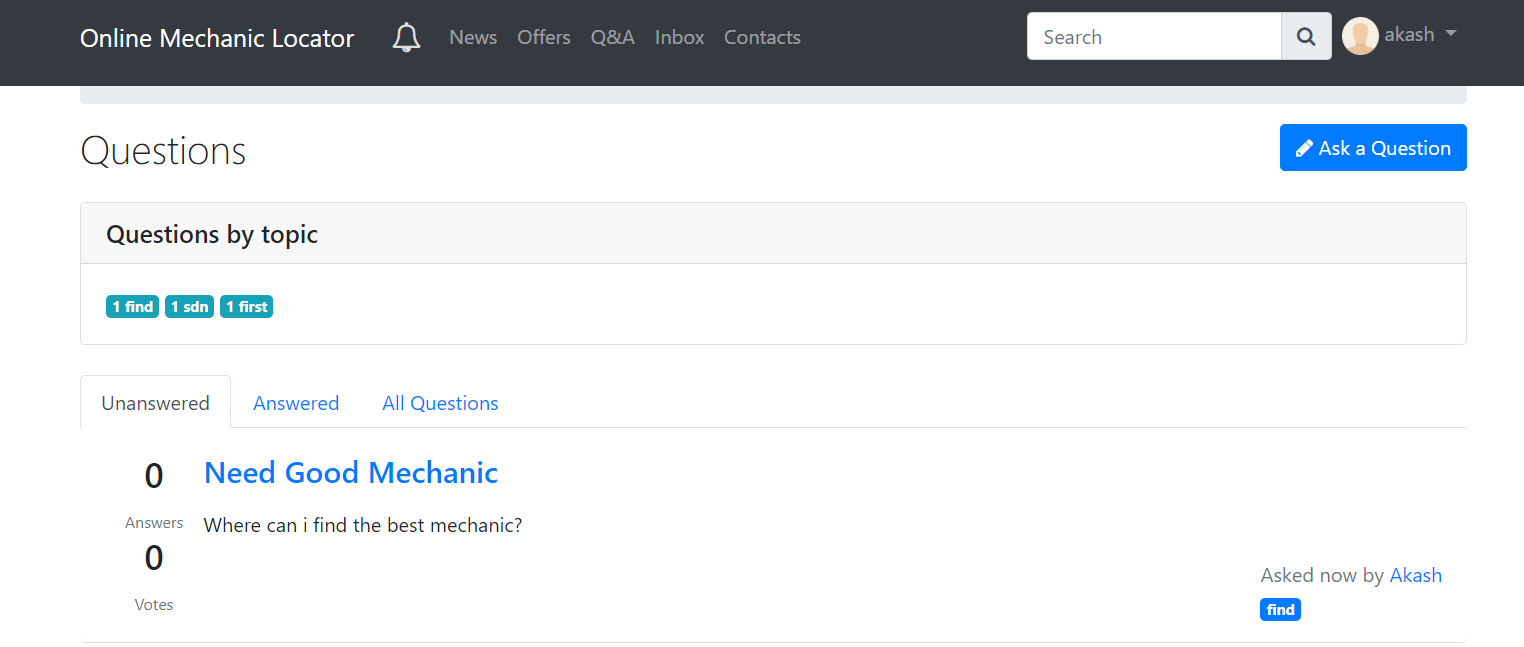 Online Mechanic Locator News Offers Q&A Inbox Contacts Search akash
Questions Ask a Question
Questions by topic
1 find 1 sdn 1 first
Unanswered Answered All Questions
0 Need Good Mechanic
Answers Where can i find the best mechanic?
0
Asked now by Akash
Votes find